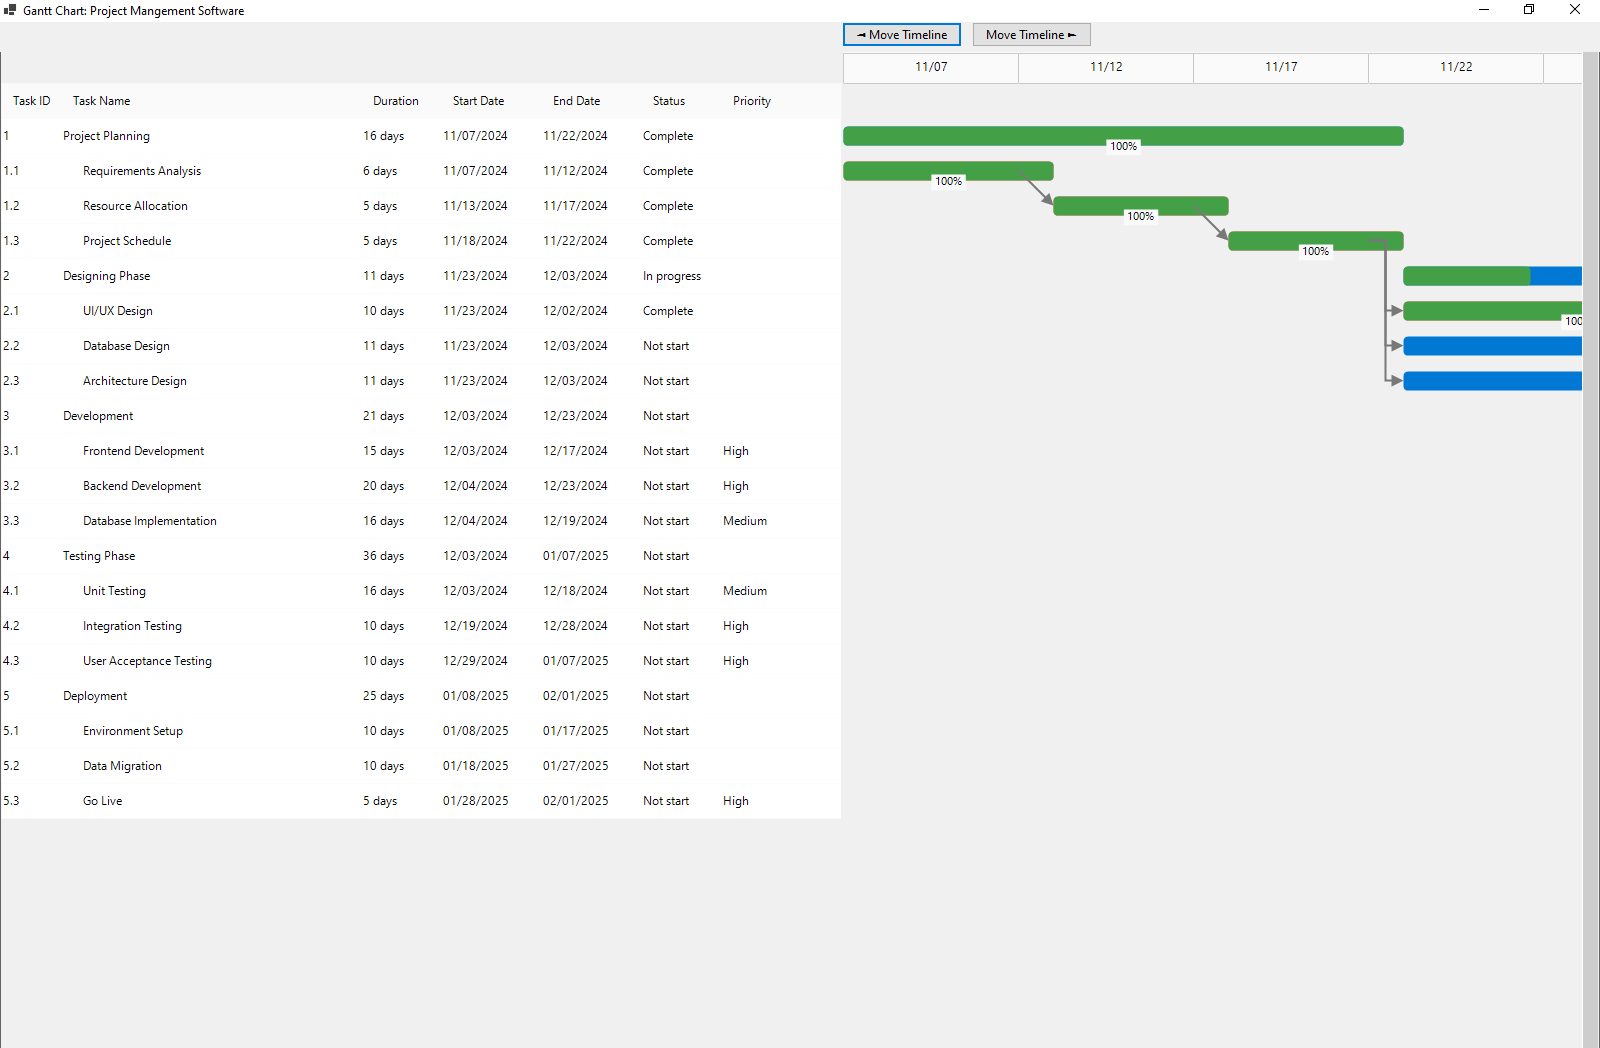 Gantt Chart: Project Mangement Software
◄ Move Timeline Move Timeline ►
11/07 11/12 11/17 11/22
Task ID Task Name Duration Start Date End Date Status Priority
1 Project Planning 16 days 11/07/2024 11/22/2024 Complete
100%
1.1 Requirements Analysis 6 days 11/07/2024 11/12/2024 Complete
100%
1.2 Resource Allocation 5 days 11/13/2024 11/17/2024 Complete
100%
1.3 Project Schedule 5 days 11/18/2024 11/22/2024 Complete
100%
2 Designing Phase 11 days 11/23/2024 12/03/2024 In progress
2.1 UI/UX Design 10 days 11/23/2024 12/02/2024 Complete
100
2.2 Database Design 11 days 11/23/2024 12/03/2024 Not start
2.3 Architecture Design 11 days 11/23/2024 12/03/2024 Not start
3 Development 21 days 12/03/2024 12/23/2024 Not start
3.1 Frontend Development 15 days 12/03/2024 12/17/2024 Not start High
3.2 Backend Development 20 days 12/04/2024 12/23/2024 Not start High
3.3 Database Implementation 16 days 12/04/2024 12/19/2024 Not start Medium
4 Testing Phase 36 days 12/03/2024 01/07/2025 Not start
4.1 Unit Testing 16 days 12/03/2024 12/18/2024 Not start Medium
4.2 Integration Testing 10 days 12/19/2024 12/28/2024 Not start High
4.3 User Acceptance Testing 10 days 12/29/2024 01/07/2025 Not start High
5 Deployment 25 days 01/08/2025 02/01/2025 Not start
5.1 Environment Setup 10 days 01/08/2025 01/17/2025 Not start
5.2 Data Migration 10 days 01/18/2025 01/27/2025 Not start
5.3 Go Live 5 days 01/28/2025 02/01/2025 Not start High